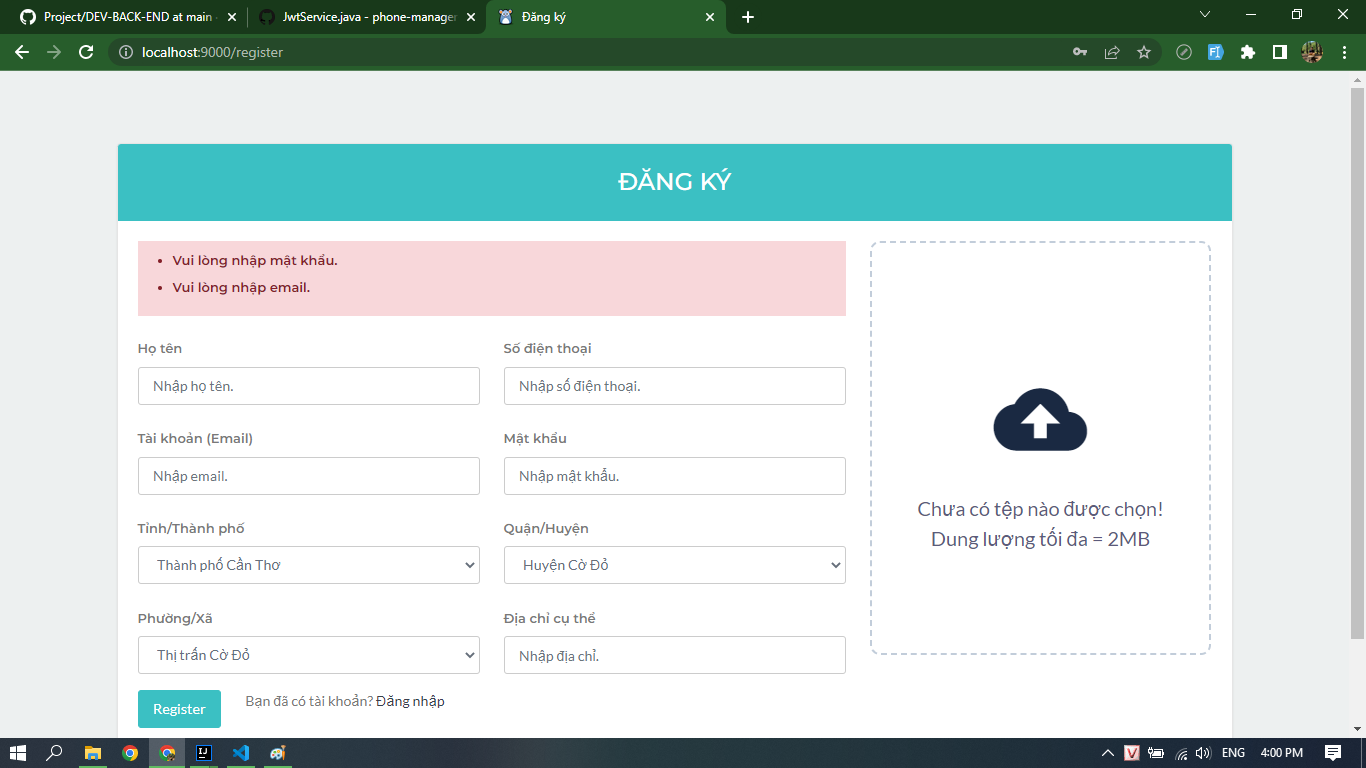 Project/DEV-BACK-END at main
JwtService.java - phone-manager
Đăng ký
localhost:9000/register
ĐĂNG KÝ
Vui lòng nhập mật khẩu.
Vui lòng nhập email.
Họ tên
Số điện thoại
Nhập họ tên.
Nhập số điện thoại.
Tài khoản (Email)
Mật khẩu
Nhập email.
Nhập mật khẩu.
Tỉnh/Thành phố
Quận/Huyện
Thành phố Cần Thơ
Huyện Cờ Đỏ
Phường/Xã
Địa chỉ cụ thể
Thị trấn Cờ Đỏ
Nhập địa chỉ.
Register
Bạn đã có tài khoản? Đăng nhập
Chưa có tệp nào được chọn!
Dung lượng tối đa = 2MB
ENG
4:00 PM